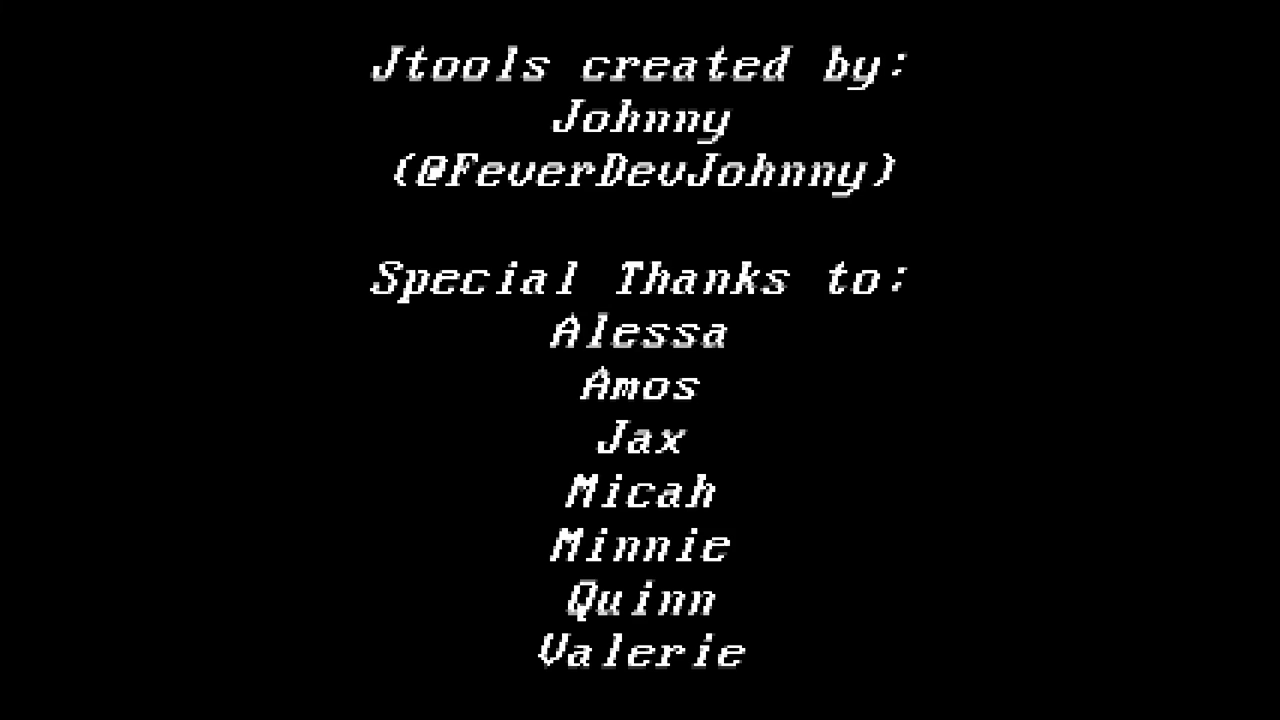 Jtools created by:
Johnny
(@FeverDevJohnny)
Special Thanks to:
Alessa
Amos
Jax
Micah
Minnie
Quinn
Valerie